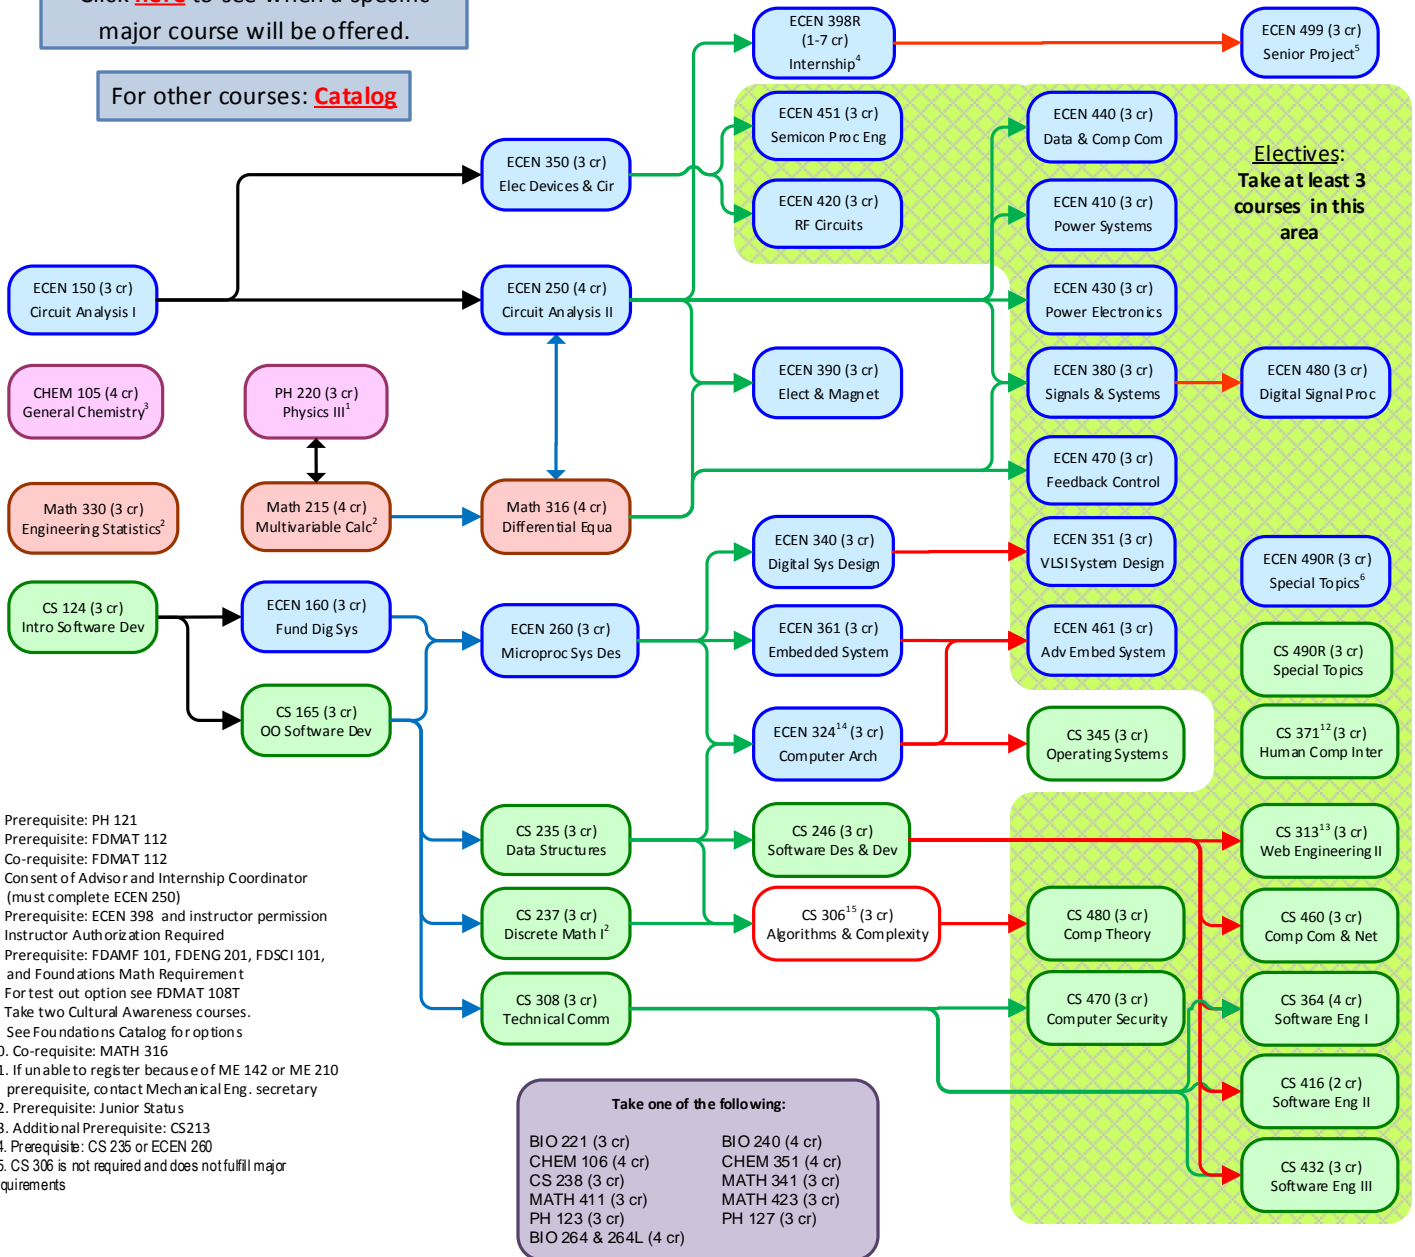 Click here to see when a specific
major course will be offered.
For other courses: Catalog
ECEN 398R
(1-7 cr)
Internship4
ECEN 499 (3 cr)
Senior Project5
ECEN 451 (3 cr)
Semicon Proc Eng
ECEN 440 (3 cr)
Data & Comp Com
Electives:
Take at least 3
courses in this
area
ECEN 350 (3 cr)
Elec Devices & Cir
ECEN 420 (3 cr)
RF Circuits
ECEN 410 (3 cr)
Power Systems
ECEN 150 (3 cr)
Circuit Analysis I
ECEN 250 (4 cr)
Circuit Analysis II
ECEN 430 (3 cr)
Power Electronics
CHEM 105 (4 cr)
General Chemistry3
PH 220 (3 cr)
Physics III1
ECEN 390 (3 cr)
Elect & Magnet
ECEN 380 (3 cr)
Signals & Systems
ECEN 480 (3 cr)
Digital Signal Proc
ECEN 470 (3 cr)
Feedback Control
Math 330 (3 cr)
Engineering Statistics2
Math 215 (4 cr)
Multivariable Calc2
Math 316 (4 cr)
Differential Equa
ECEN 340 (3 cr)
Digital Sys Design
ECEN 351 (3 cr)
VLSI System Design
ECEN 490R (3 cr)
Special Topics6
CS 124 (3 cr)
Intro Software Dev
ECEN 160 (3 cr)
Fund Dig Sys
ECEN 260 (3 cr)
Microproc Sys Des
ECEN 361 (3 cr)
Embedded System
ECEN 461 (3 cr)
Adv Embed System
CS 490R (3 cr)
Special Topics
CS 165 (3 cr)
OO Software Dev
ECEN 32414 (3 cr)
Computer Arch
CS 345 (3 cr)
Operating Systems
CS 37112 (3 cr)
Human Comp Inter
CS 235 (3 cr)
Data Structures
CS 246 (3 cr)
Software Des & Dev
CS 31313 (3 cr)
Web Engineering II
CS 237 (3 cr)
Discrete Math I2
CS 30615 (3 cr)
Algorithms & Complexity
CS 480 (3 cr)
Comp Theory
CS 460 (3 cr)
Comp Com & Net
CS 308 (3 cr)
Technical Comm
CS 470 (3 cr)
Computer Security
CS 364 (4 cr)
Software Eng I
CS 416 (2 cr)
Software Eng II
CS 432 (3 cr)
Software Eng III
Prerequisite: PH 121
Prerequisite: FDMAT 112
Co-requisite: FDMAT 112
Consent of Advisor and Internship Coordinator
(must complete ECEN 250)
Prerequisite: ECEN 398 and instructor permission
Instructor Authorization Required
Prerequisite: FDAMF 101, FDENG 201, FDSCI 101,
and Foundations Math Requirement
For test out option see FDMAT 108T
Take two Cultural Awareness courses.
See Foundations Catalog for options
0. Co-requisite: MATH 316
1. If unable to register because of ME 142 or ME 210
prerequisite, contact Mechanical Eng. secretary
2. Prerequisite: Junior Status
3. Additional Prerequisite: CS213
4. Prerequisite: CS 235 or ECEN 260
5. CS 306 is not required and does not fulfill major
quirements
Take one of the following:
BIO 221 (3 cr)
CHEM 106 (4 cr)
CS 238 (3 cr)
MATH 411 (3 cr)
PH 123 (3 cr)
BIO 264 & 264L (4 cr)
BIO 240 (4 cr)
CHEM 351 (4 cr)
MATH 341 (3 cr)
MATH 423 (3 cr)
PH 127 (3 cr)